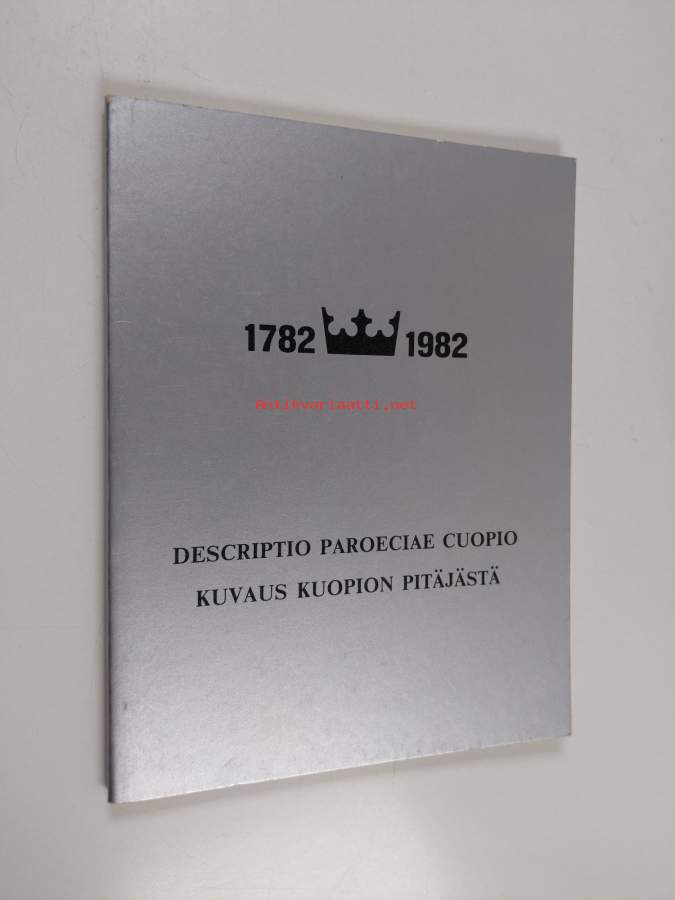 1782 1982
Antikvariaatti.net
DESCRIPTIO PAROECIAE CUOPIO
KUVAUS KUOPION PITÄJÄSTÄ